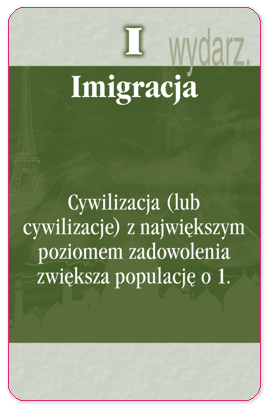 I
wydarz.
Imigracja
Cywilizacja (lub
cywilizacje) z największym
poziomem zadowolenia
zwiększa populację o 1.